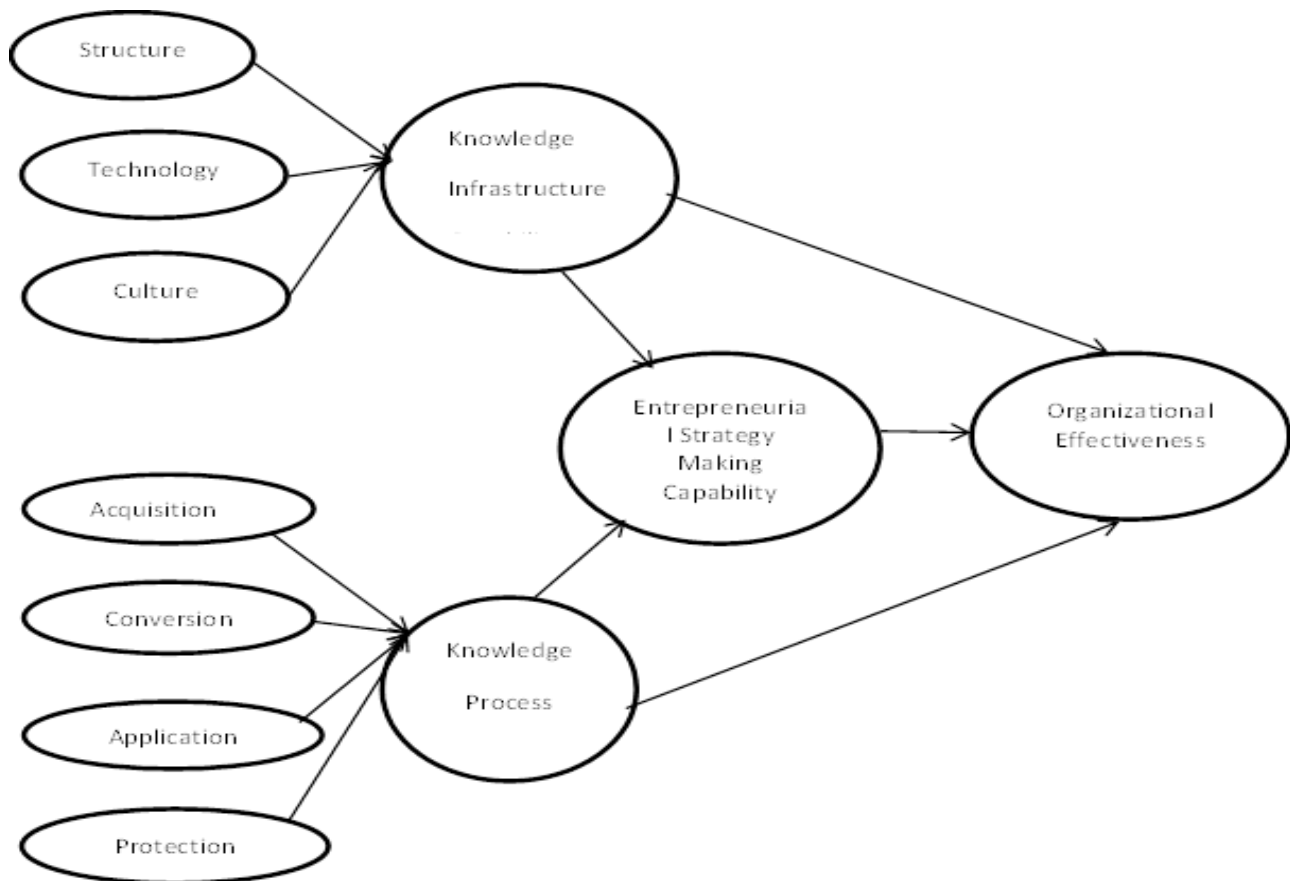 Structure
Technology
Culture
Knowledge
Infrastructure
Entrepreneuria
l Strategy
Making
Capability
Organizational
Effectiveness
Acquisition
Conversion
Application
Protection
Knowledge
Process